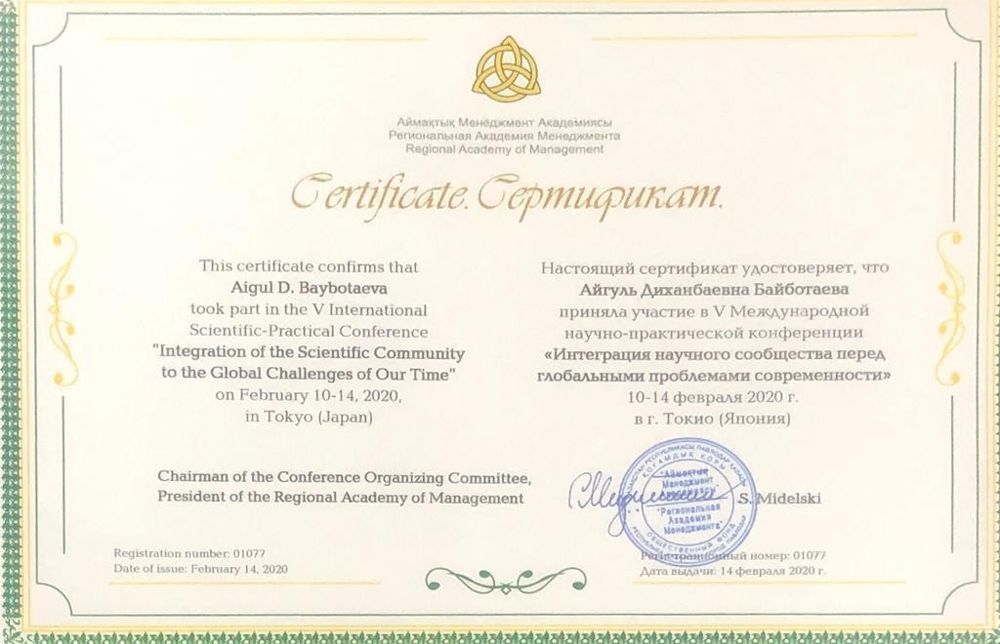 Аймақтық Менеджмент Академиясы
Региональная Академия Менеджмента
Regional Academy of Management
Certificate. Сертификат.
This certificate confirms that
Aigul D. Baybotaeva
took part in the V International
Scientific-Practical Conference
"Integration of the Scientific Community
to the Global Challenges of Our Time"
on February 10-14, 2020,
in Tokyo (Japan)
Настоящий сертификат удостоверяет, что
Айгуль Диханбаевна Байботаева
приняла участие в V Международной
научно-практической конференции
«Интеграция научного сообщества перед
глобальными проблемами современности»
10-14 февраля 2020 г.
в г. Токио (Япония)
Chairman of the Conference Organizing Committee,
President of the Regional Academy of Management
S. Midelski
"Аймақтық
Менеджмент
Академиясы"
"Региональная
Академия
Менеджмента"
ҚОҒАМДЫҚ ҚОРЫ
ОБЩЕСТВЕННЫЙ ФОНД
Registration number: 01077
Date of issue: February 14, 2020
Регистрационный номер: 01077
Дата выдачи: 14 февраля 2020 г.